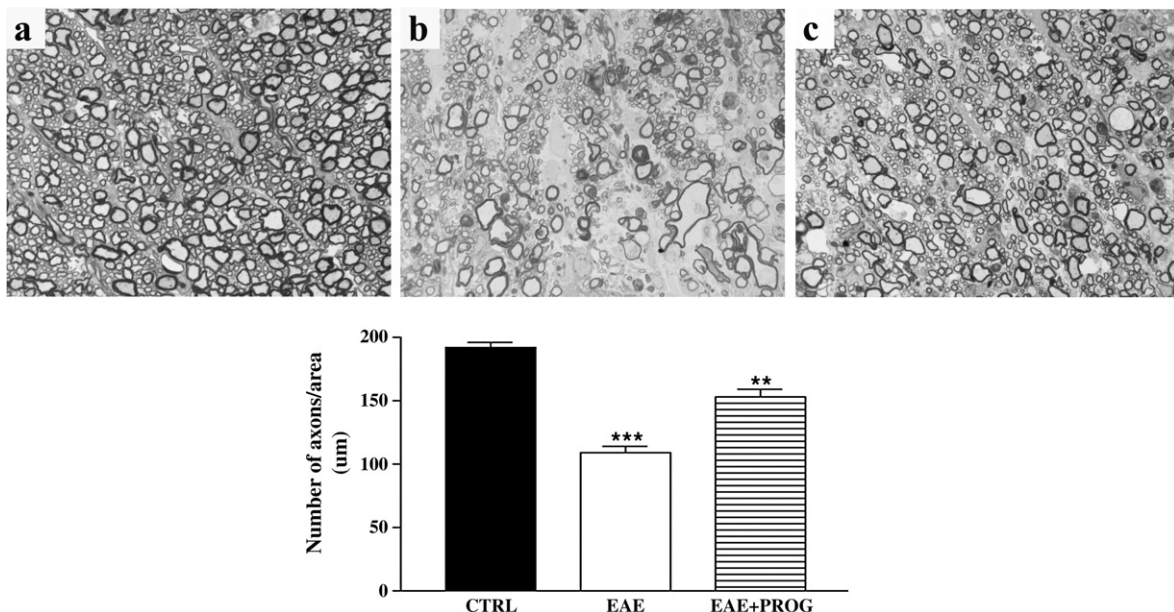 a
b
c
Number of axons/area
(um)
200
150
100
50
0
***
**
CTRL
EAE
EAE+PROG